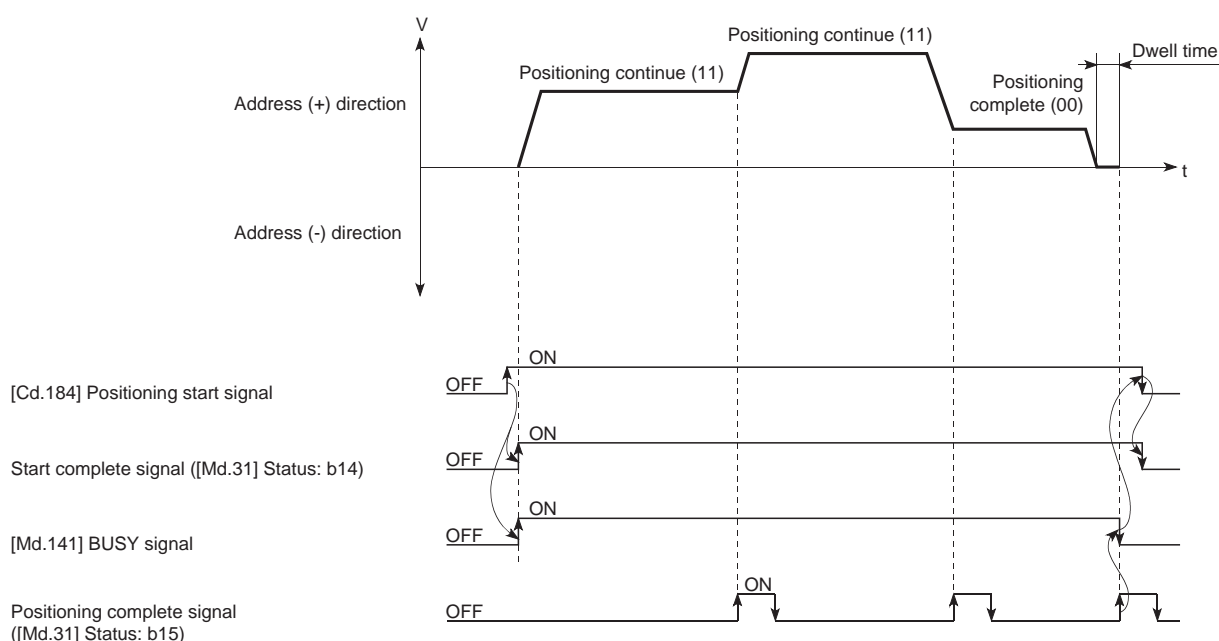 V
Positioning continue (11)
Dwell time
Positioning continue (11)
Positioning
complete (00)
Address (+) direction
t
Address (-) direction
ON
OFF
[Cd.184] Positioning start signal
ON
OFF
Start complete signal ([Md.31] Status: b14)
ON
OFF
[Md.141] BUSY signal
ON
OFF
Positioning complete signal
([Md.31] Status: b15)